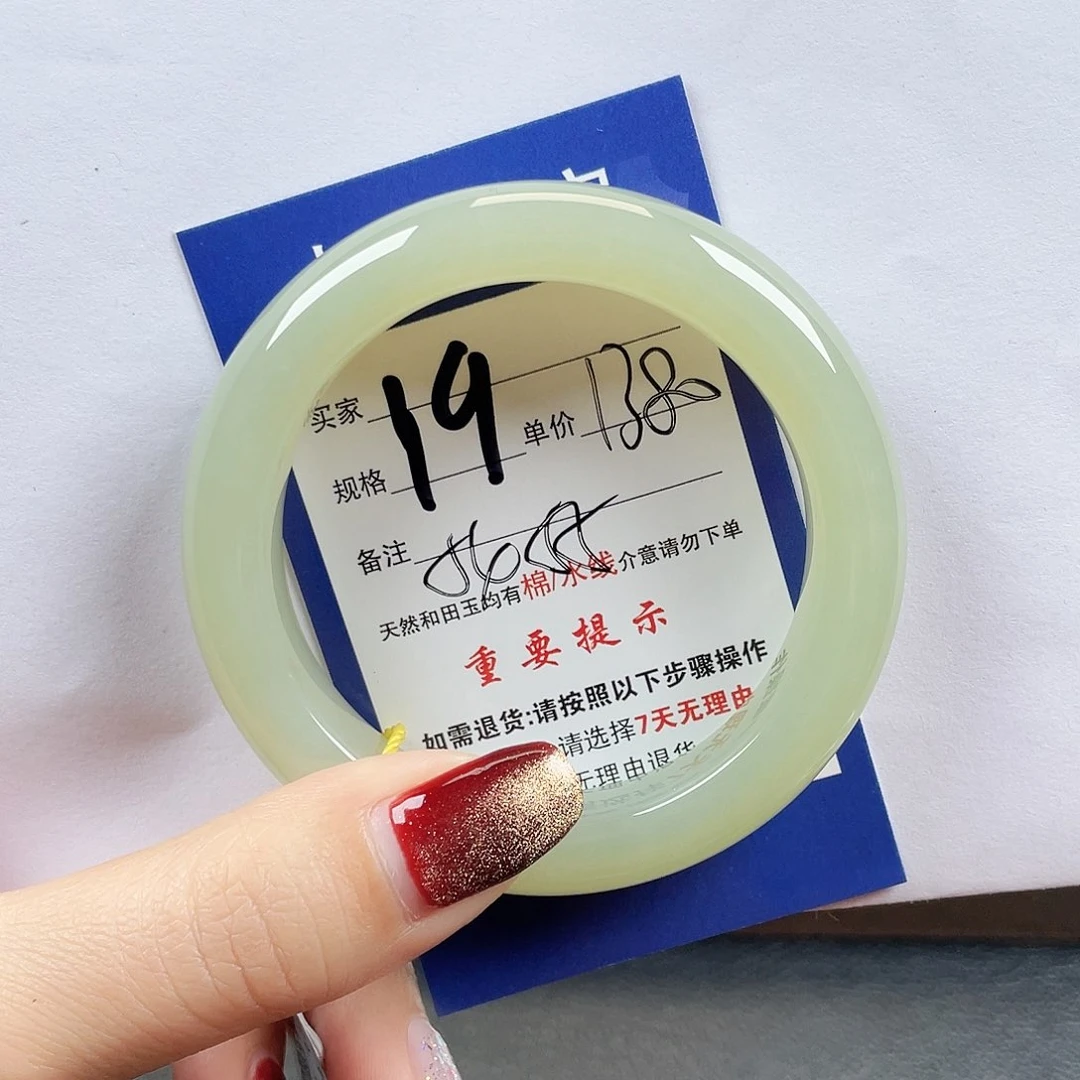 买家 19 单价 138
规格
备注
天然和田玉均有棉/水线介意请勿下单
重要提示
如需退货:请按照以下步骤操作
请选择7天无理由
无理由退货